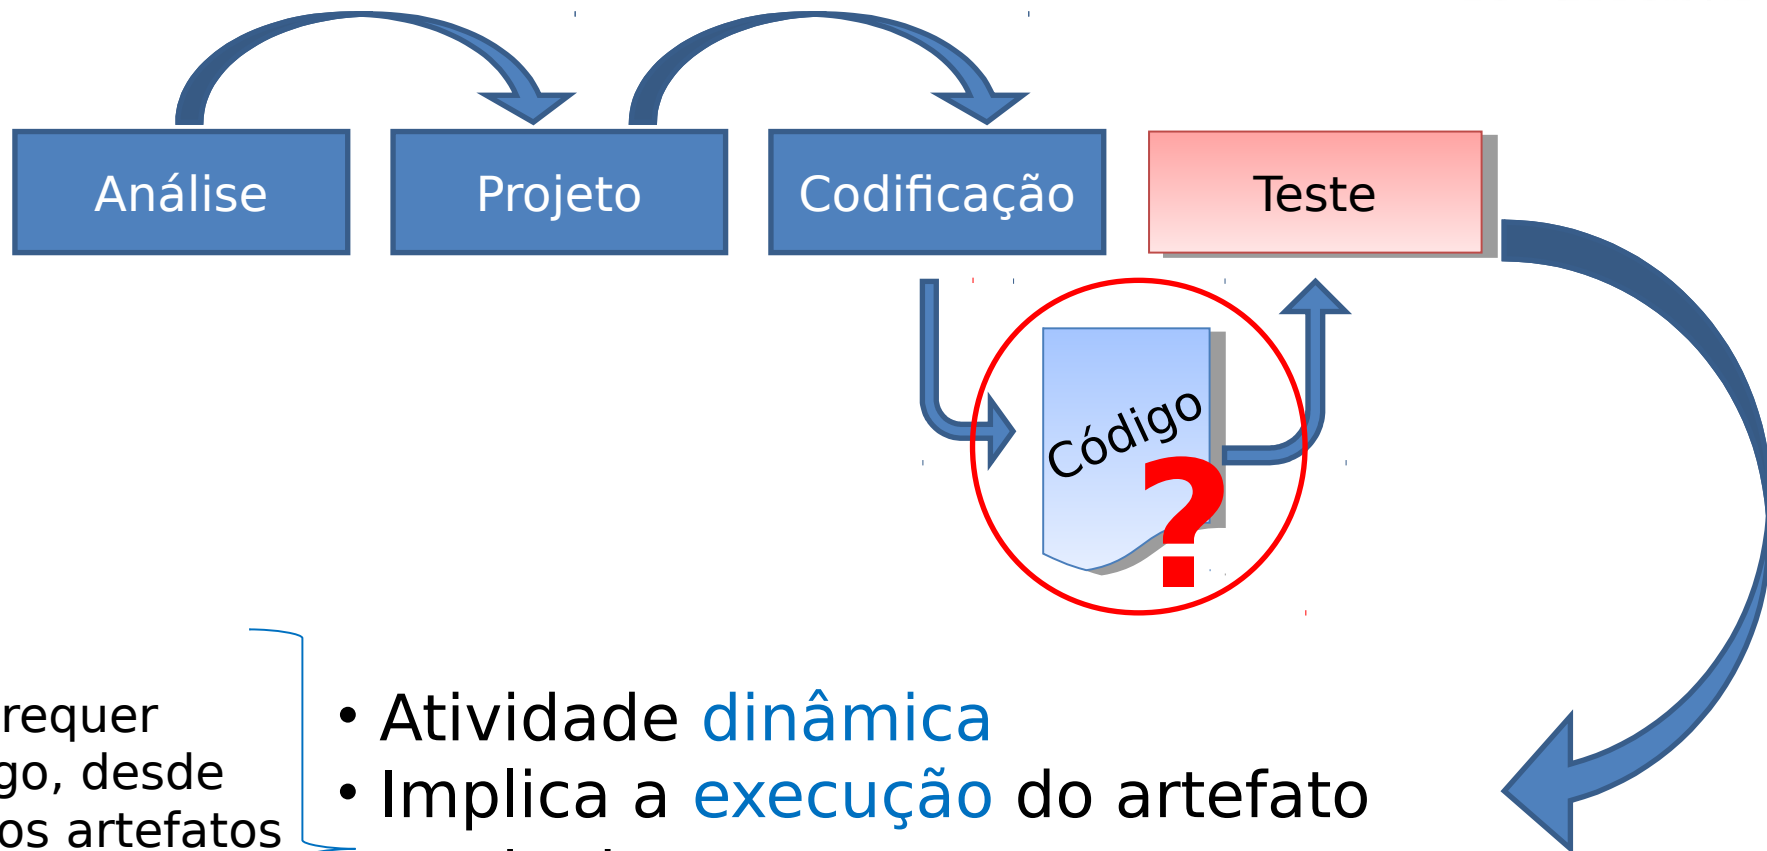 Análise
Projeto
Codificação
Teste
Código
?
requer
go, desde
os artefatos
• Atividade dinâmica
• Implica a execução do artefato